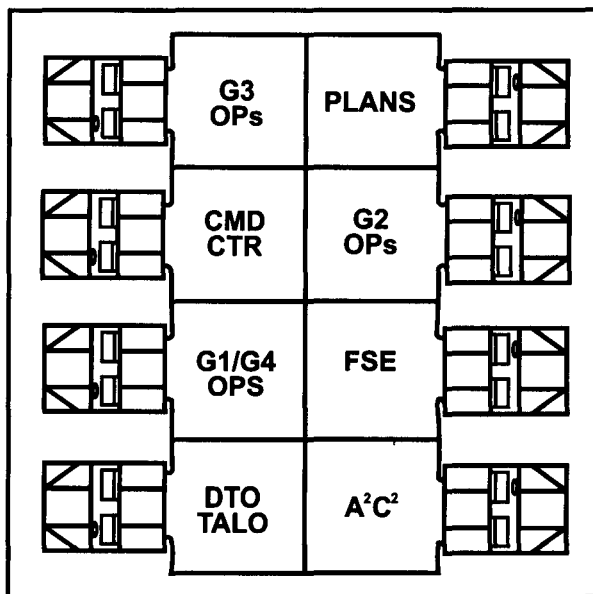 G3
OPs
PLANS
CMD
CTR
G2
OPs
G1/G4
OPS
FSE
DTO
TALO
A²C²